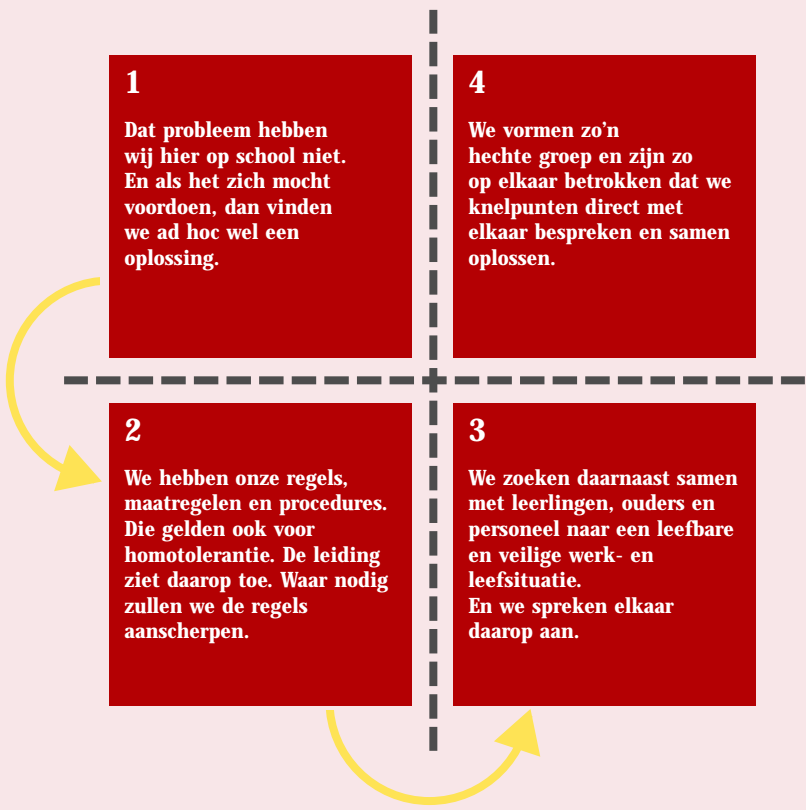 1
Dat probleem hebben
wij hier op school niet.
En als het zich mocht
voordoen, dan vinden
we ad hoc wel een
oplossing.
4
We vormen zo'n
hechte groep en zijn zo
op elkaar betrokken dat we
knelpunten direct met
elkaar bespreken en samen
oplossen.
2
We hebben onze regels,
maatregelen en procedures.
Die gelden ook voor
homotolerantie. De leiding
ziet daarop toe. Waar nodig
zullen we de regels
aanscherpen.
3
We zoeken daarnaast samen
met leerlingen, ouders en
personeel naar een leefbare
en veilige werk- en
leefsituatie.
En we spreken elkaar
daarop aan.